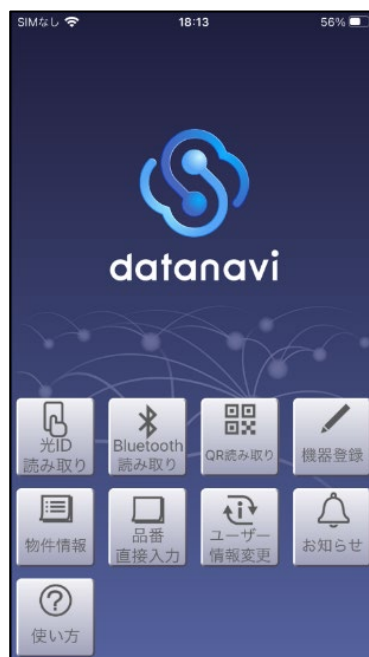 SIMなし
18:13
56%
datanavi
光ID
読み取り
Bluetooth
読み取り
QR読み取り
機器登録
物件情報
品番
直接入力
ユーザー
情報変更
お知らせ
使い方